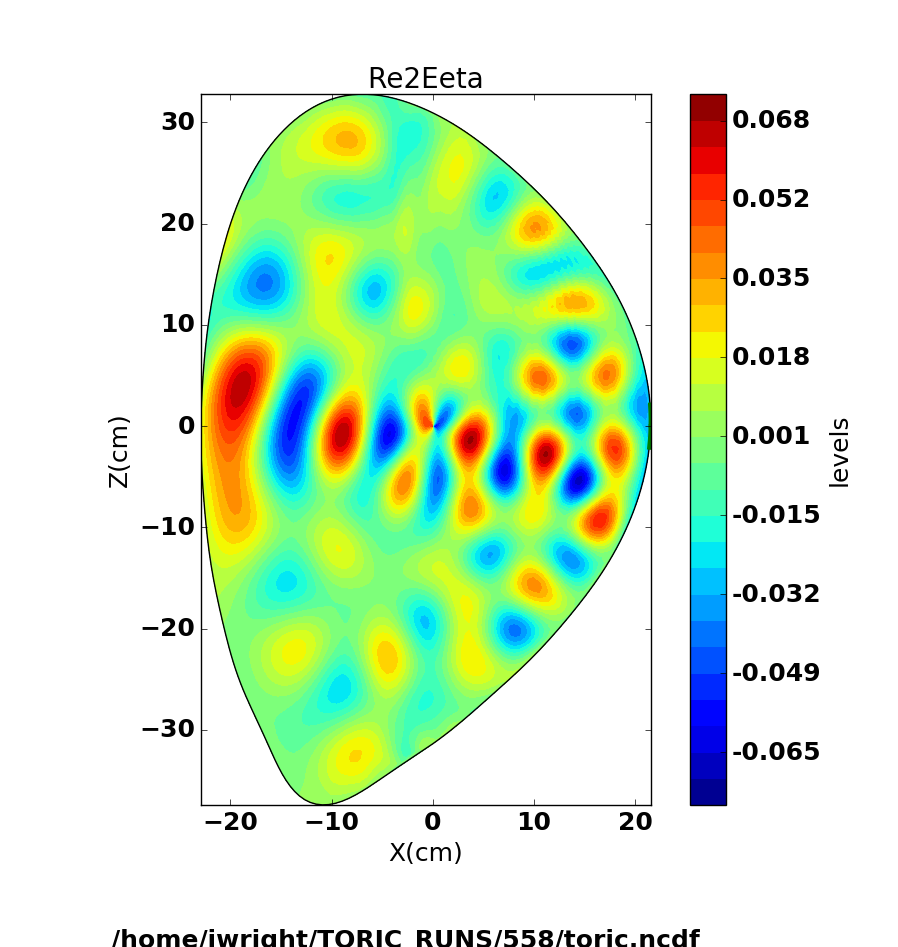 Re2Eeta
30
20
10
0
−10
−20
−30
Z(cm)
−20 −10 0 10 20
X(cm)
0.068
0.052
0.035
0.018
0.001
-0.015
-0.032
-0.049
-0.065
levels
/home/jwright/TORIC_RUNS/558/toric.ncdf